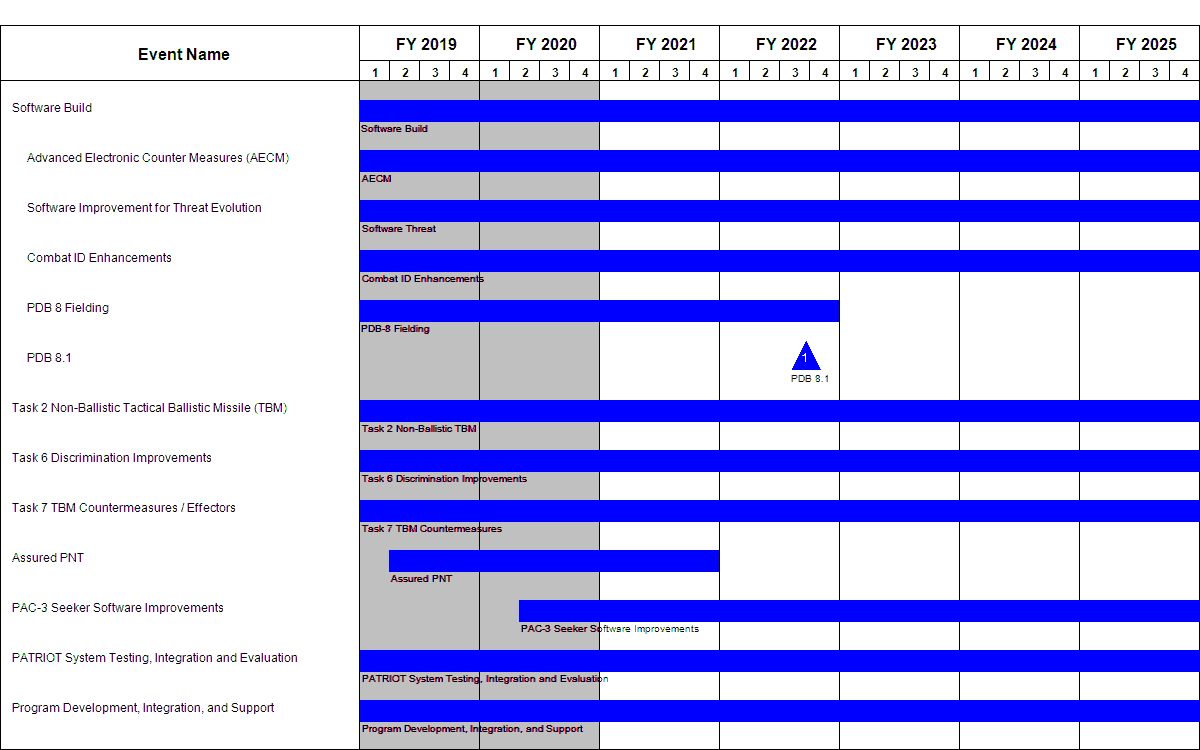 Event Name FY 2019 FY 2020 FY 2021 FY 2022 FY 2023 FY 2024 FY 2025
1 2 3 4 1 2 3 4 1 2 3 4 1 2 3 4 1 2 3 4 1 2 3 4 1 2 3 4
Software Build
Software Build
Advanced Electronic Counter Measures (AECM)
AECM
Software Improvement for Threat Evolution
Software Threat
Combat ID Enhancements
Combat ID Enhancements
PDB 8 Fielding
PDB-8 Fielding
PDB 8.1
1
PDB 8.1
Task 2 Non-Ballistic Tactical Ballistic Missile (TBM)
Task 2 Non-Ballistic TBM
Task 6 Discrimination Improvements
Task 6 Discrimination Improvements
Task 7 TBM Countermeasures / Effectors
Task 7 TBM Countermeasures
Assured PNT
Assured PNT
PAC-3 Seeker Software Improvements
PAC-3 Seeker Software Improvements
PATRIOT System Testing, Integration and Evaluation
PATRIOT System Testing, Integration and Evaluation
Program Development, Integration, and Support
Program Development, Integration, and Support